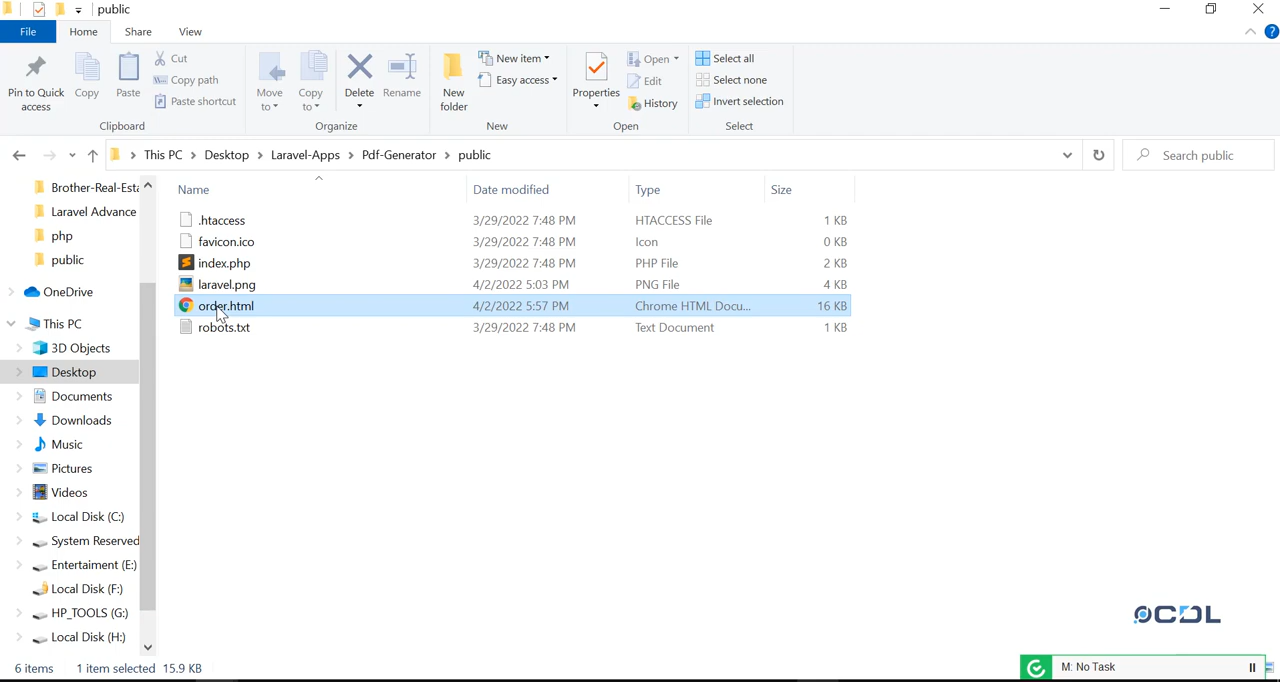 public
File Home Share View
Pin to Quick access
Copy
Paste
Cut
Copy path
Paste shortcut
Clipboard
Move to
Copy to
Delete
Rename
Organize
New folder
New item
Easy access
New
Properties
Open
Edit
History
Open
Select all
Select none
Invert selection
Select
This PC > Desktop > Laravel-Apps > Pdf-Generator > public
Search public
Brother-Real-Esta
Laravel Advance
php
public
OneDrive
This PC
3D Objects
Desktop
Documents
Downloads
Music
Pictures
Videos
Local Disk (C:)
System Reserved
Entertaiment (E:)
Local Disk (F:)
HP_TOOLS (G:)
Local Disk (H:)
Name Date modified Type Size
.htaccess 3/29/2022 7:48 PM HTACCESS File 1 KB
favicon.ico 3/29/2022 7:48 PM Icon 0 KB
index.php 3/29/2022 7:48 PM PHP File 2 KB
laravel.png 4/2/2022 5:03 PM PNG File 4 KB
order.html 4/2/2022 5:57 PM Chrome HTML Docu... 16 KB
robots.txt 3/29/2022 7:48 PM Text Document 1 KB
OCDL
6 items 1 item selected 15.9 KB
M: No Task